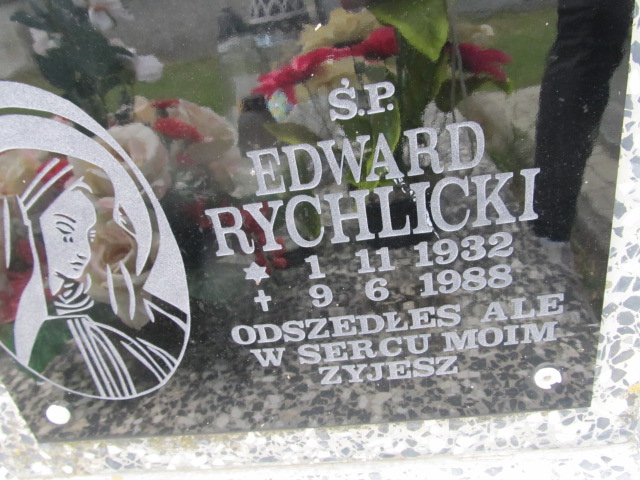 Ś.P.
EDWARD
RYCHLICKI
★ 1 11 1932
✝ 9 6 1988
ODSZEDŁEŚ ALE
W SERCU MOIM
ŻYJESZ